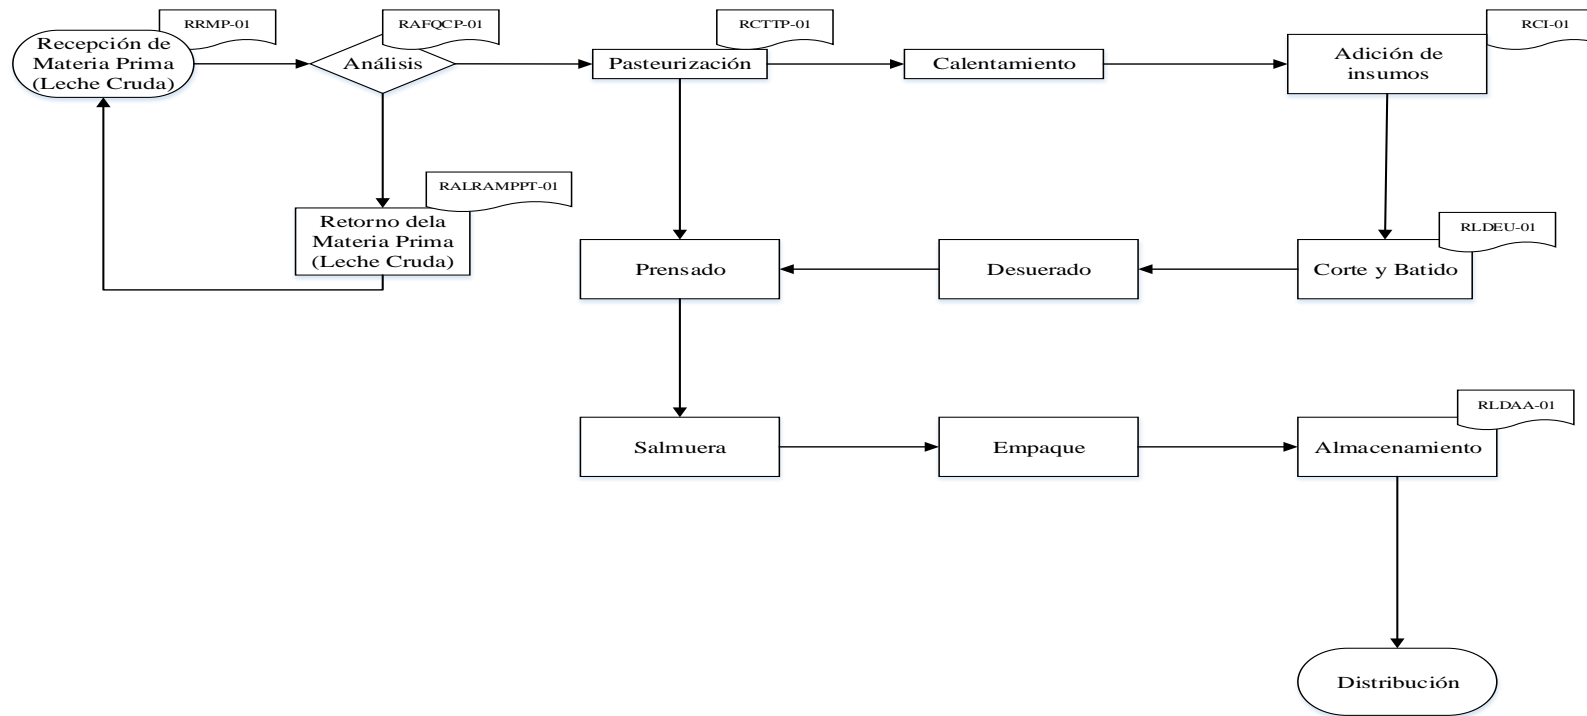 RRMP-01
Recepción de
Materia Prima
(Leche Cruda)
RAFQCP-01
Análisis
RCTTP-01
Pasteurización
Calentamiento
RCI-01
Adición de
insumos
RALRAMPPT-01
Retorno dela
Materia Prima
(Leche Cruda)
Prensado
Desuerado
RLDEU-01
Corte y Batido
Salmuera
Empaque
RLDAA-01
Almacenamiento
Distribución